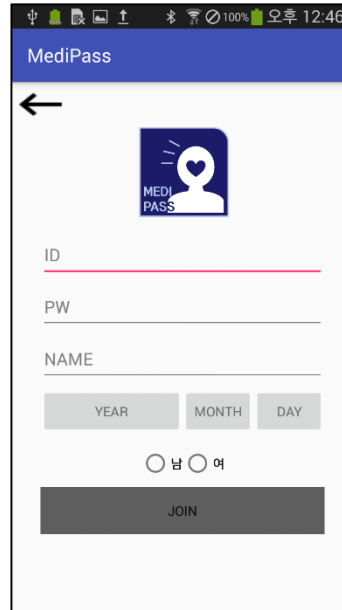 100% 오후 12:46
MediPass
MEDI
PASS
ID
PW
NAME
YEAR MONTH DAY
남 여
JOIN